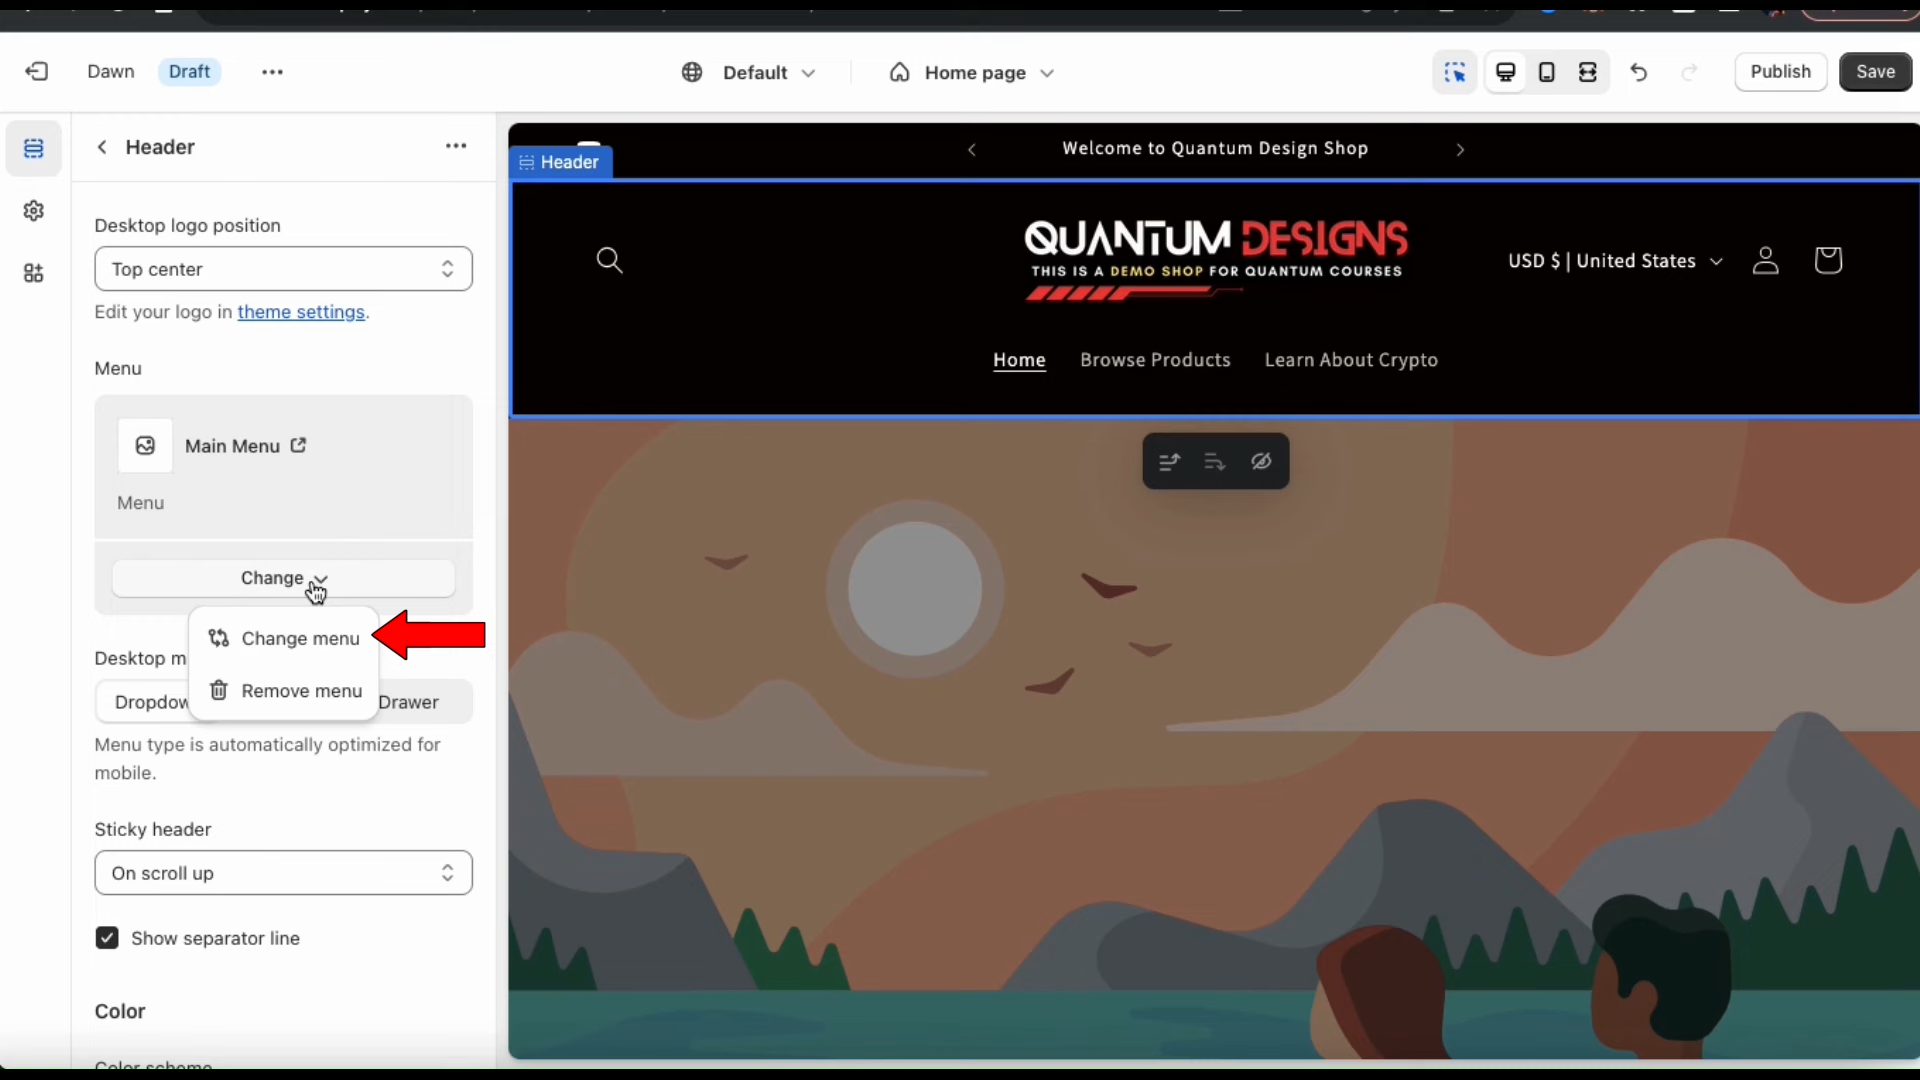 Dawn Draft
Default Home page
Publish Save
Header
Desktop logo position
Top center
Edit your logo in theme settings.
Menu
Main Menu
Menu
Change
Change menu
Remove menu
Desktop m
Dropdow Drawer
Menu type is automatically optimized for
mobile.
Sticky header
On scroll up
Show separator line
Color
Color scheme
Welcome to Quantum Design Shop
Header
QUANTUM DESIGNS
THIS IS A DEMO SHOP FOR QUANTUM COURSES
USD $ | United States
Home Browse Products Learn About Crypto